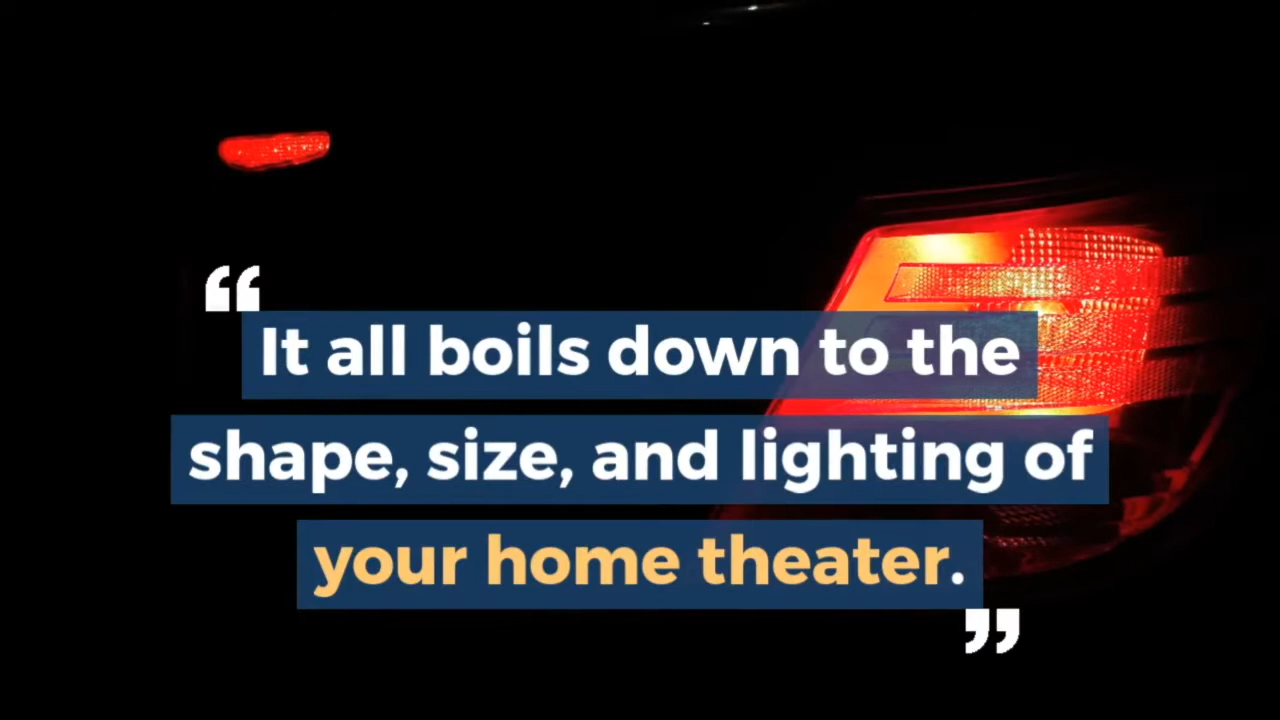 “It all boils down to the
shape, size, and lighting of
your home theater.”